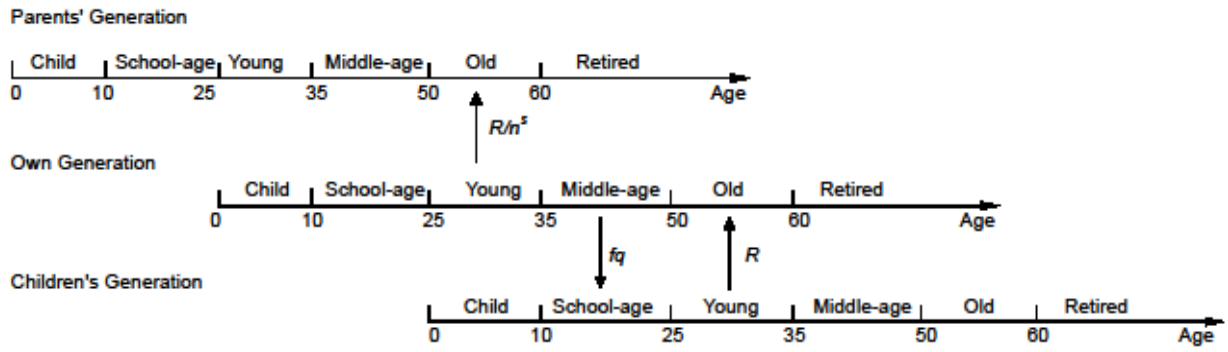 Parents' Generation
Child School-age Young Middle-age Old Retired
0 10 25 35 50 60 Age
R/nˢ
Own Generation
Child School-age Young Middle-age Old Retired
0 10 25 35 50 60 Age
fq R
Children's Generation
Child School-age Young Middle-age Old Retired
0 10 25 35 50 60 Age